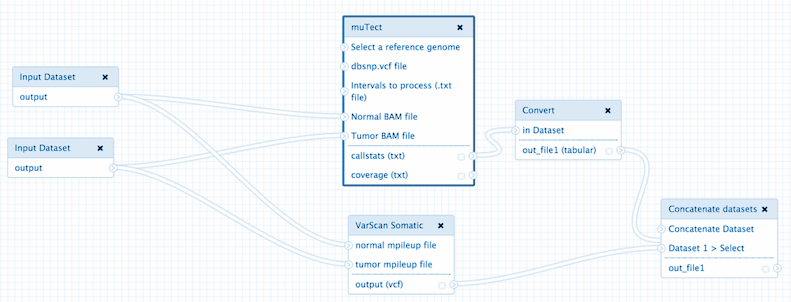 Input Dataset ×
output
Input Dataset ×
output
muTect ×
Select a reference genome
dbsnp.vcf file
Intervals to process (.txt
file)
Normal BAM file
Tumor BAM file
callstats (txt)
coverage (txt)
VarScan Somatic ×
normal mpileup file
tumor mpileup file
output (vcf)
Convert ×
in Dataset
out_file1 (tabular)
Concatenate datasets ×
Concatenate Dataset
Dataset 1 > Select
out_file1